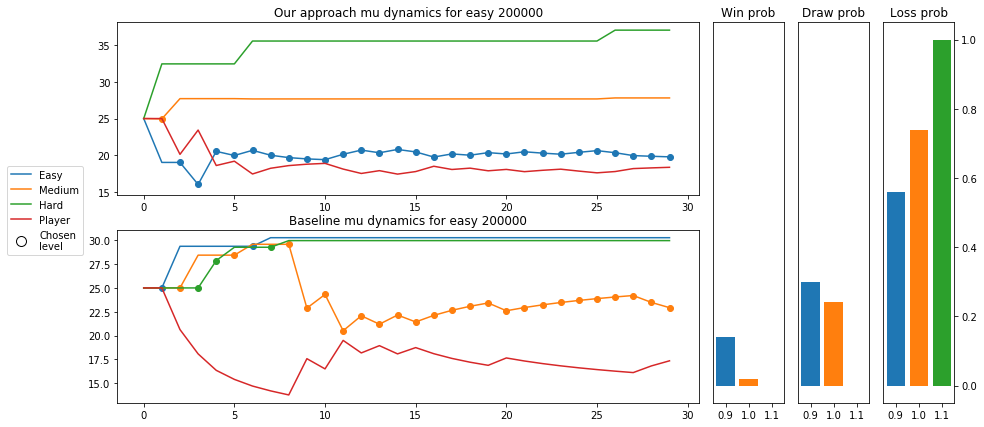 Our approach mu dynamics for easy 200000
35
30
25
20
15
0 5 10 15 20 25 30
Baseline mu dynamics for easy 200000
30.0
27.5
25.0
22.5
20.0
17.5
15.0
0 5 10 15 20 25 30
Easy
Medium
Hard
Player
Chosen
level
Win prob
0.9 1.0 1.1
Draw prob
0.9 1.0 1.1
Loss prob
1.0
0.8
0.6
0.4
0.2
0.0
0.9 1.0 1.1